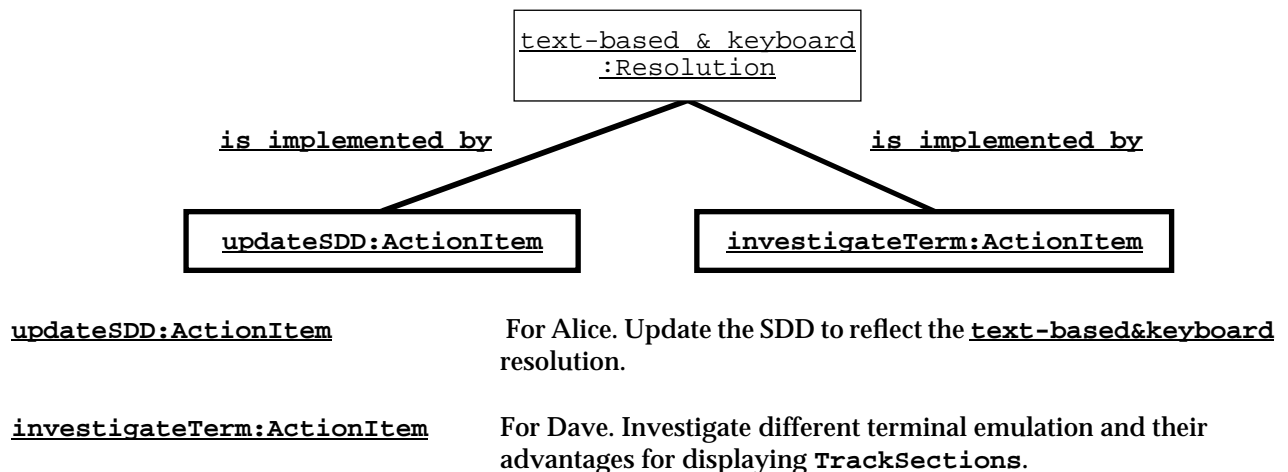 text-based & keyboard
:Resolution
is implemented by
is implemented by
updateSDD:ActionItem
investigateTerm:ActionItem
updateSDD:ActionItem For Alice. Update the SDD to reflect the text-based&keyboard
resolution.
investigateTerm:ActionItem For Dave. Investigate different terminal emulation and their
advantages for displaying TrackSections.